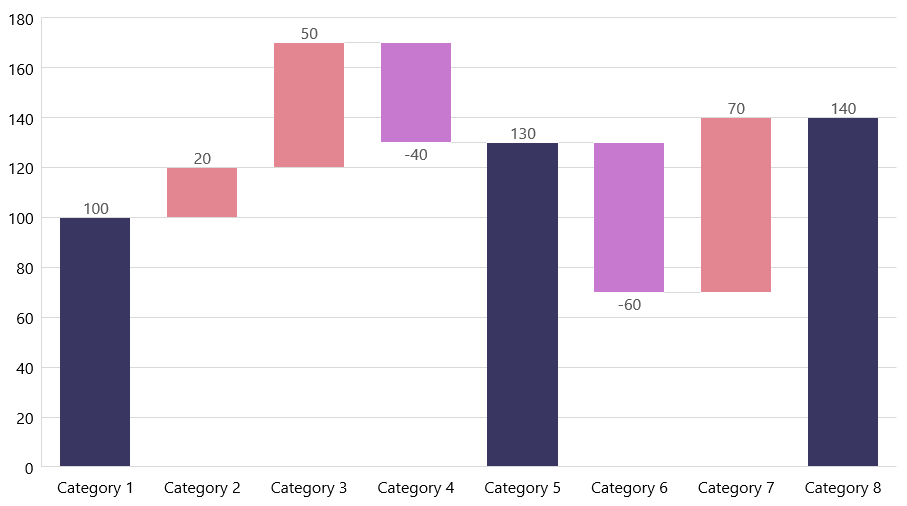 180
160
140
120
100
80
60
40
20
0
100
20
50
-40
130
-60
70
140
Category 1
Category 2
Category 3
Category 4
Category 5
Category 6
Category 7
Category 8